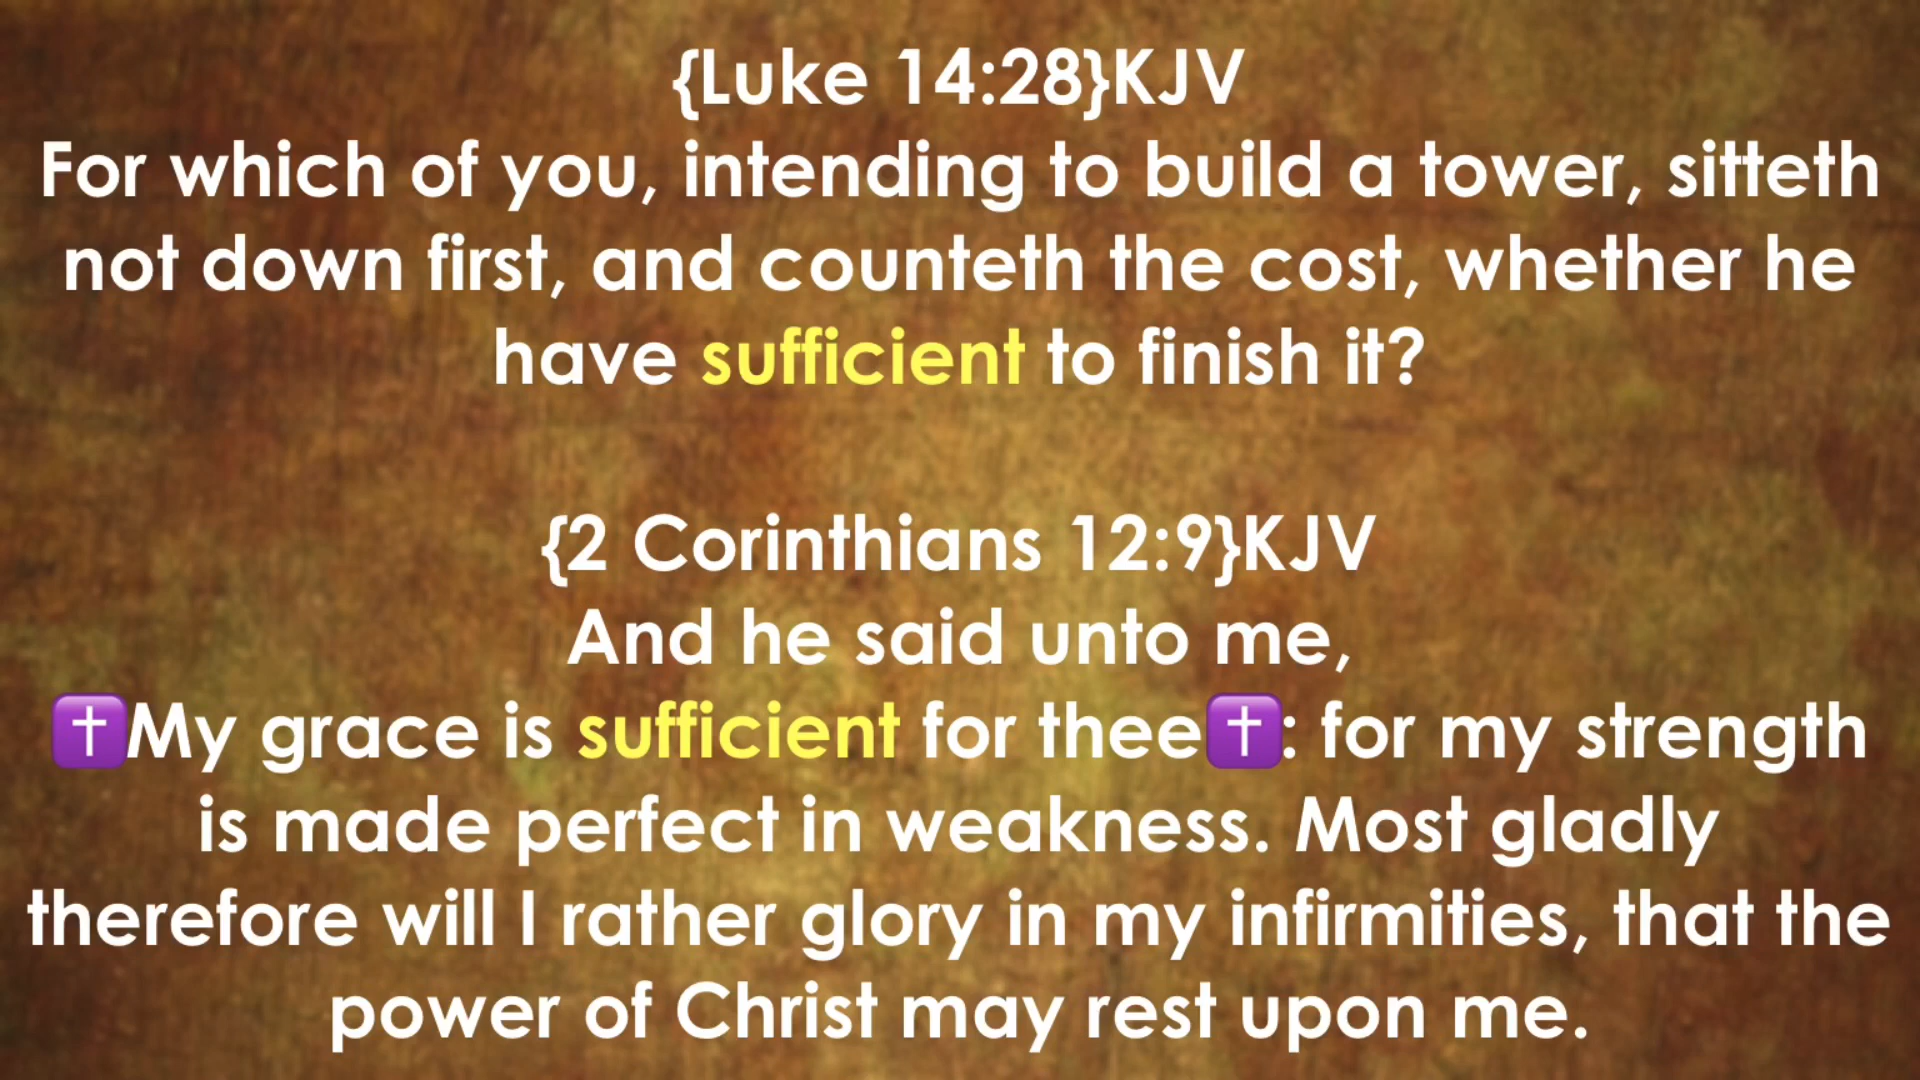 {Luke 14:28}KJV
For which of you, intending to build a tower, sitteth
not down first, and counteth the cost, whether he
have sufficient to finish it?
{2 Corinthians 12:9}KJV
And he said unto me,
✝️My grace is sufficient for thee✝️: for my strength
is made perfect in weakness. Most gladly
therefore will I rather glory in my infirmities, that the
power of Christ may rest upon me.